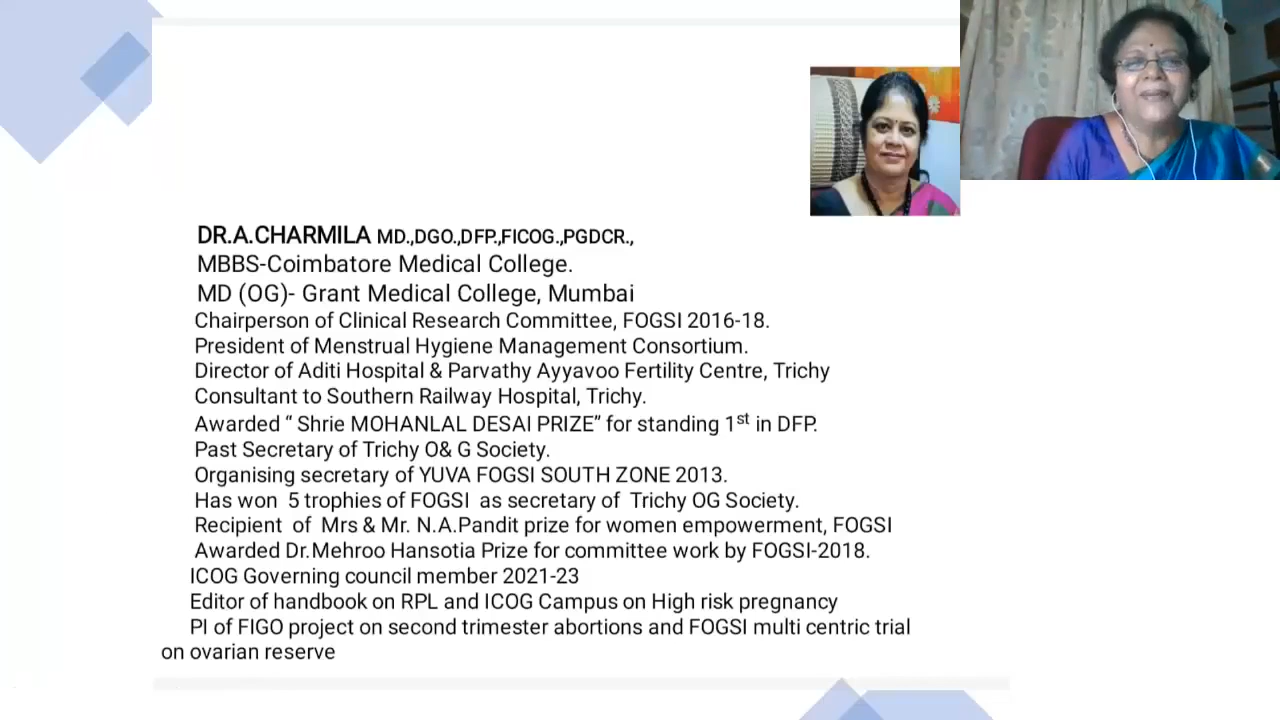 DR.A.CHARMILA MD.,DGO.,DFP.,FICOG.,PGDCR.,
MBBS-Coimbatore Medical College.
MD (OG)- Grant Medical College, Mumbai
Chairperson of Clinical Research Committee, FOGSI 2016-18.
President of Menstrual Hygiene Management Consortium.
Director of Aditi Hospital & Parvathy Ayyavoo Fertility Centre, Trichy
Consultant to Southern Railway Hospital, Trichy.
Awarded “ Shrie MOHANLAL DESAI PRIZE” for standing 1st in DFP.
Past Secretary of Trichy O& G Society.
Organising secretary of YUVA FOGSI SOUTH ZONE 2013.
Has won 5 trophies of FOGSI as secretary of Trichy OG Society.
Recipient of Mrs & Mr. N.A.Pandit prize for women empowerment, FOGSI
Awarded Dr.Mehroo Hansotia Prize for committee work by FOGSI-2018.
ICOG Governing council member 2021-23
Editor of handbook on RPL and ICOG Campus on High risk pregnancy
PI of FIGO project on second trimester abortions and FOGSI multi centric trial
on ovarian reserve